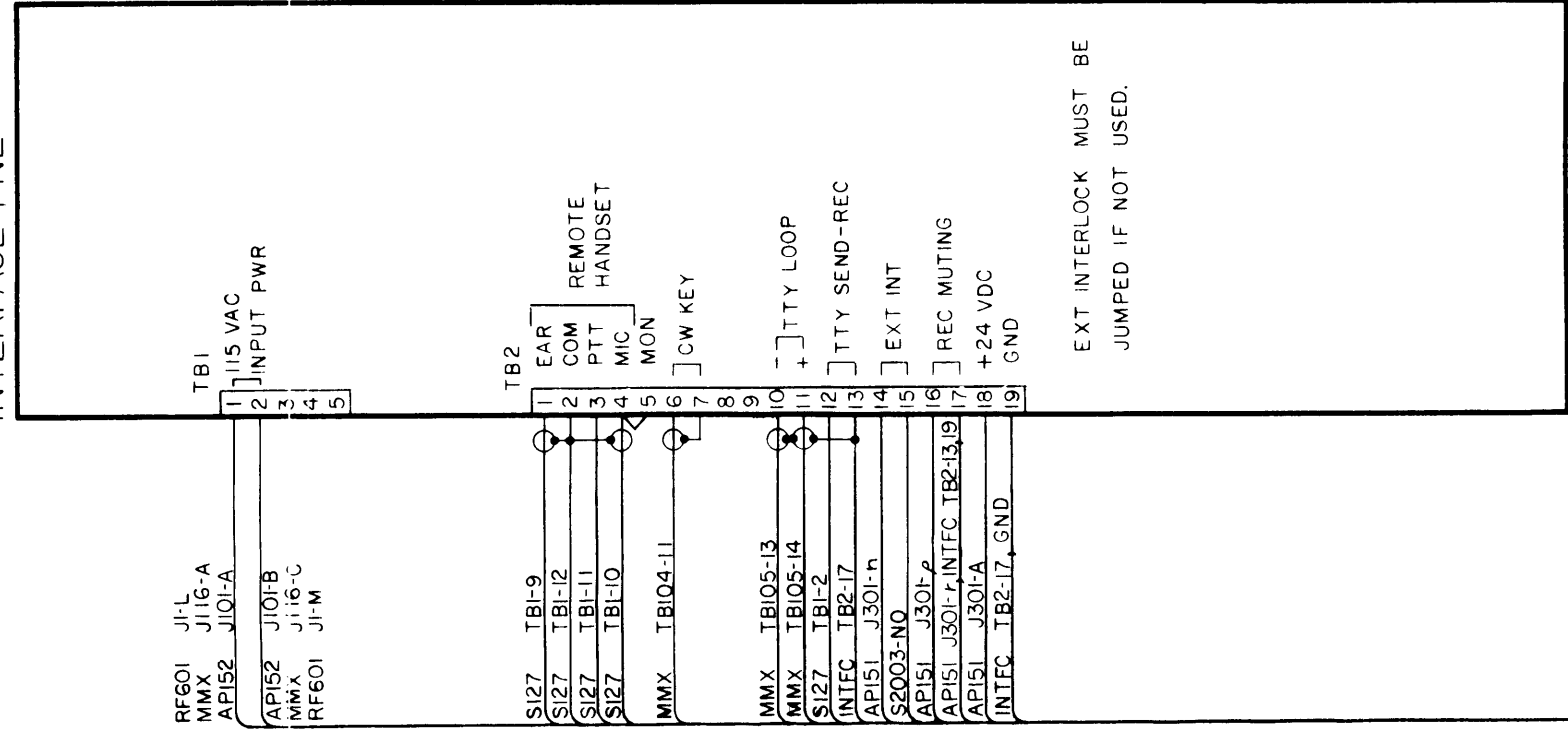 TB1
1 ] 115 VAC
2 ] INPUT PWR
3
4
5
RF601 J1-L
MMX J116-A
AP152 J101-A
AP152 J101-B
MMX J116-C
RF601 J1-M
TB2
1 EAR
2 COM
3 PTT
4 MIC
5 MON
REMOTE
HANDSET
6 ] CW KEY
7
8
9
10 - ] TTY LOOP
11 +
12 ] TTY SEND-REC
13
14 ] EXT INT
15
16 ] REC MUTING
17
18 +24 VDC
19 GND
S127 TB1-9
S127 TB1-12
S127 TB1-11
S127 TB1-10
MMX TB104-11
MMX TB105-13
MMX TB105-14
S127 TB1-2
INTFC TB2-17
AP151 J301-n
S2003-NO
AP151 J301-p
AP151 J301-r, INTFC TB2-13,19
AP151 J301-A
INTFC TB2-17, GND
EXT INTERLOCK MUST BE
JUMPED IF NOT USED.